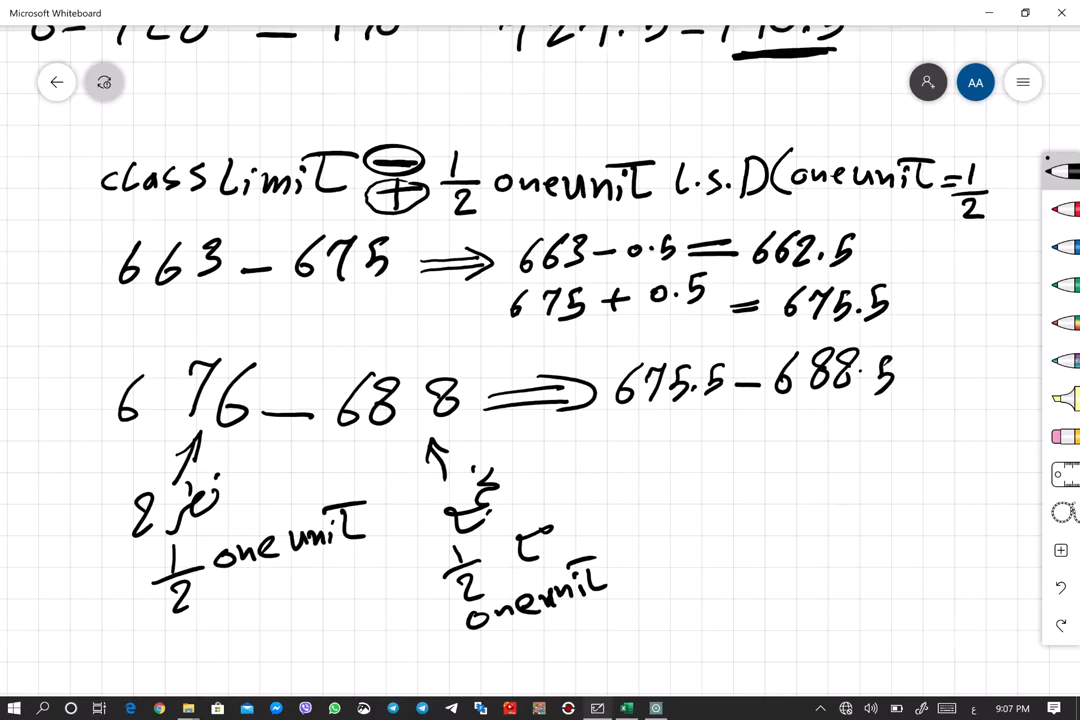 Microsoft Whiteboard
AA
class Limit − + 1/2 one unit L.S.D (one unit = 1/2
663 – 675 ⇒ 663 – 0.5 = 662.5
675 + 0.5 = 675.5
676 – 688 ⇒ 675.5 – 688.5
1/2 one unit
1/2 one unit
9:07 PM